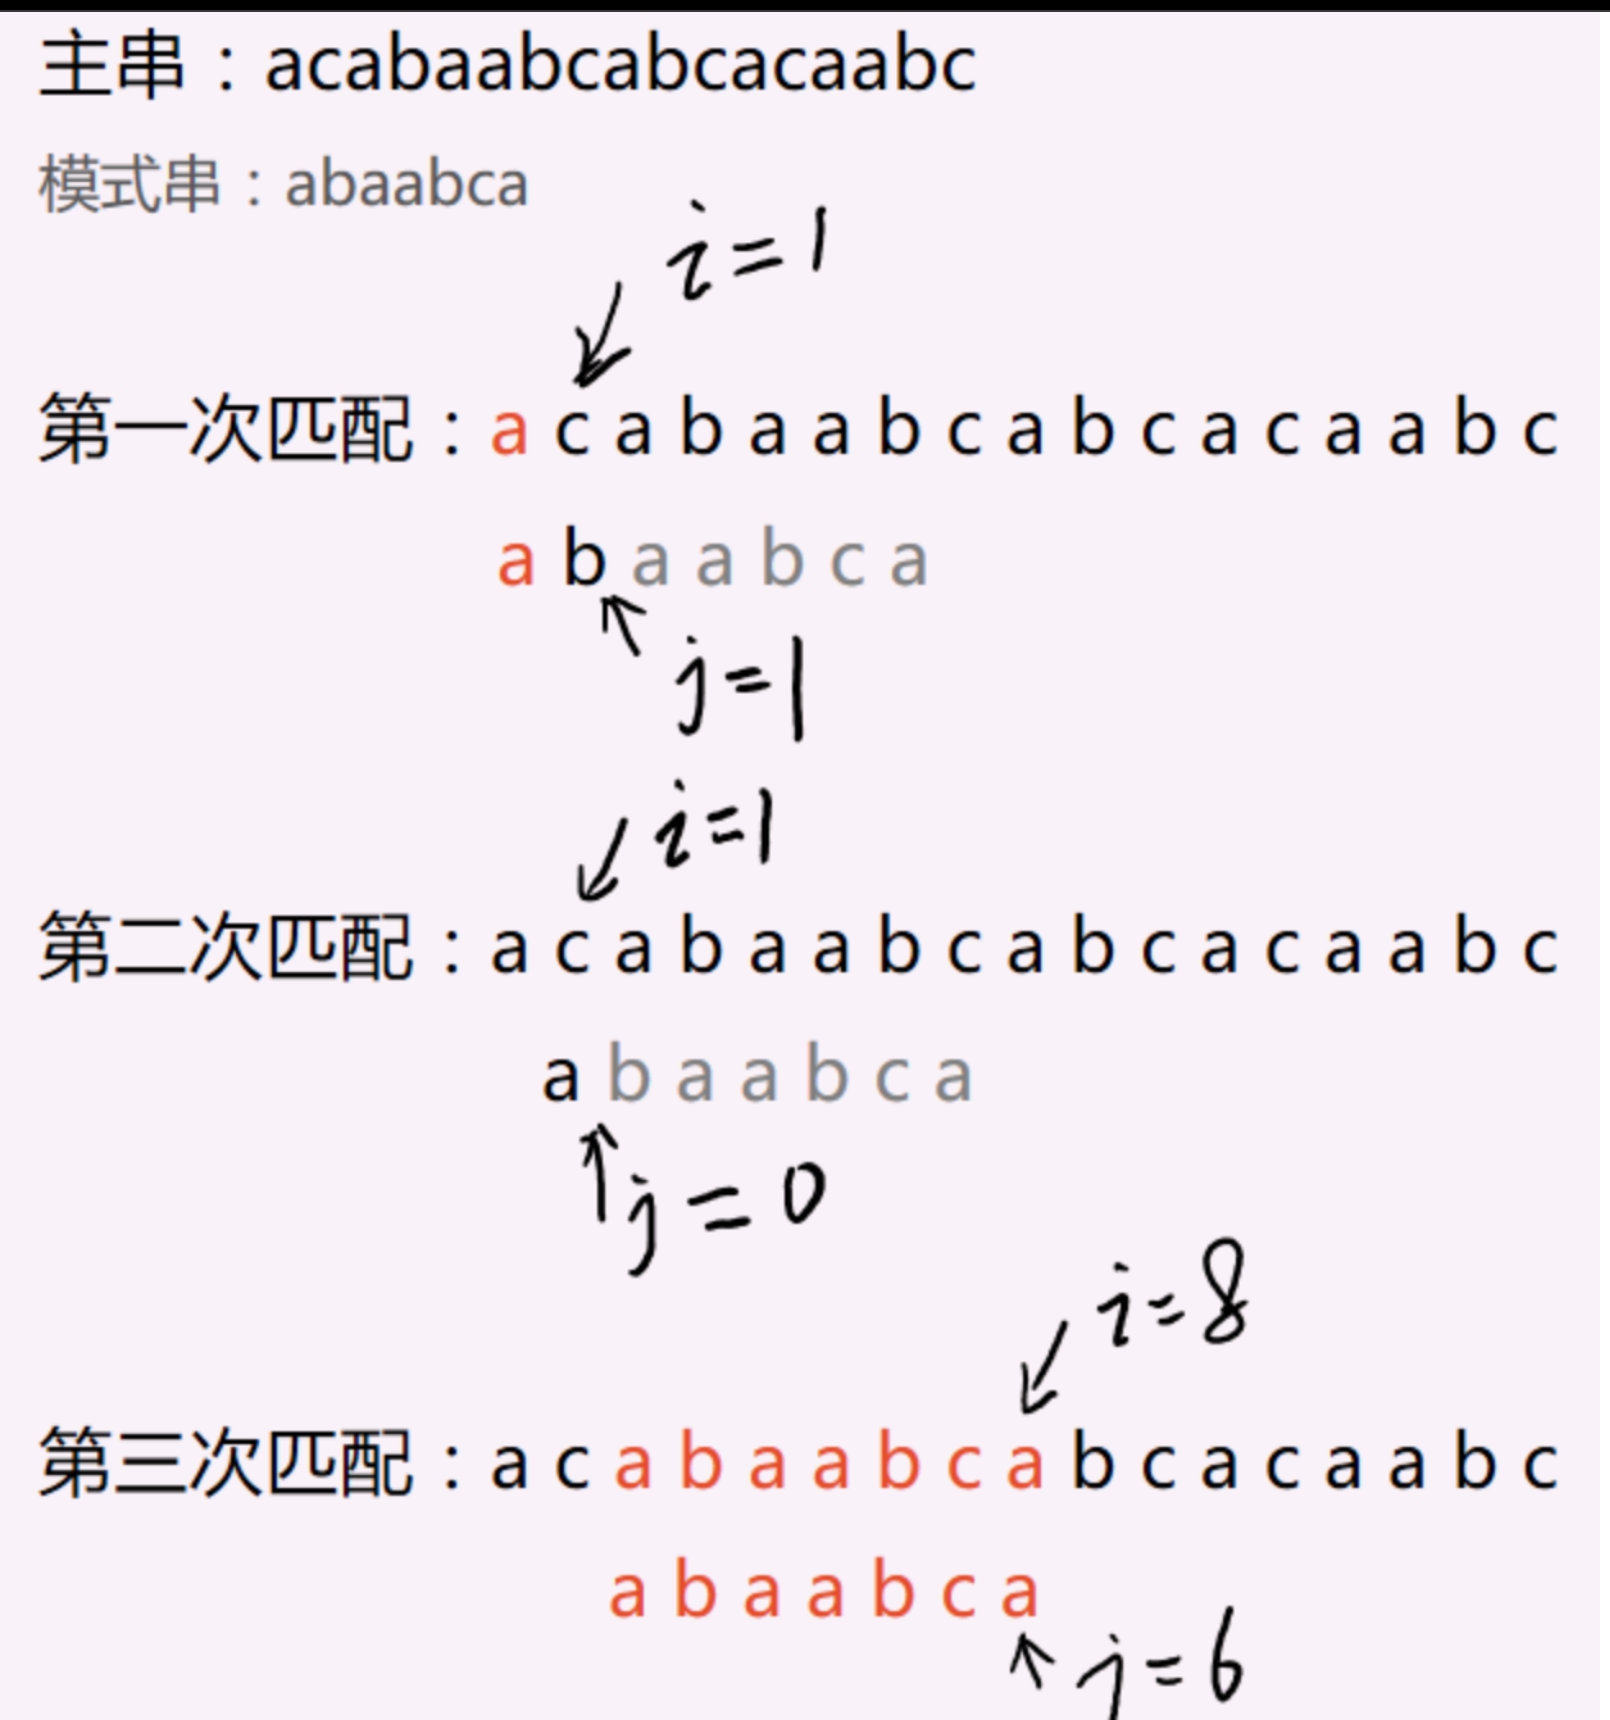 主串：acabaabcabcacaabc
模式串：abaabca
i=1
第一次匹配：a c a b a a b c a b c a c a a b c
a b a a b c a
j=1
i=1
第二次匹配：a c a b a a b c a b c a c a a b c
a b a a b c a
j=0
i=8
第三次匹配：a c a b a a b c a b c a c a a b c
a b a a b c a
j=6